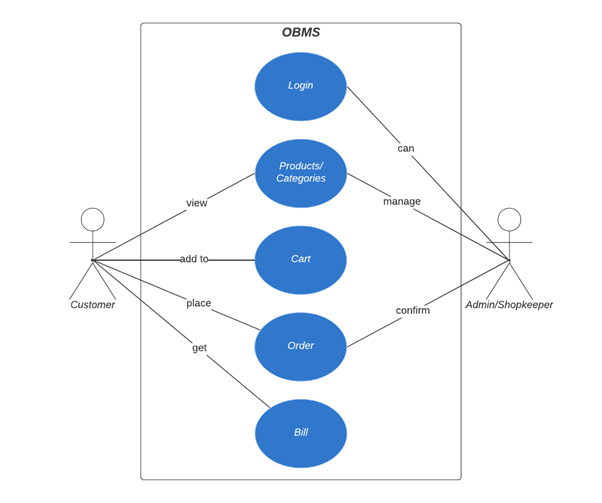 OBMS
Login
can
Products/
Categories
view
manage
add to
Cart
place
confirm
Order
get
Customer
Admin/Shopkeeper
Bill